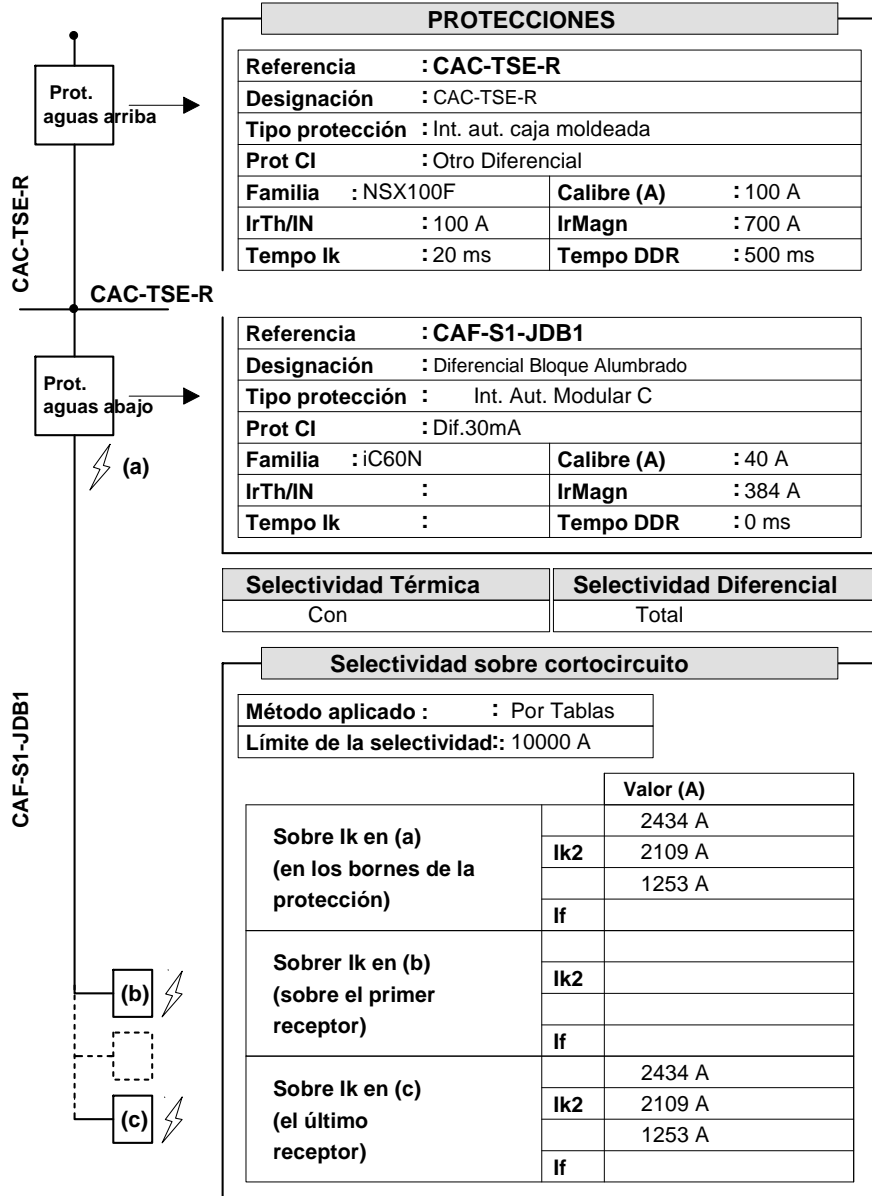 PROTECCIONES
Prot.
aguas arriba
Referencia : CAC-TSE-R
Designación : CAC-TSE-R
Tipo protección : Int. aut. caja moldeada
Prot CI : Otro Diferencial
Familia : NSX100F Calibre (A) : 100 A
IrTh/IN : 100 A IrMagn : 700 A
Tempo Ik : 20 ms Tempo DDR : 500 ms
CAC-TSE-R
CAC-TSE-R
Prot.
aguas abajo
(a)
Referencia : CAF-S1-JDB1
Designación : Diferencial Bloque Alumbrado
Tipo protección : Int. Aut. Modular C
Prot CI : Dif.30mA
Familia : iC60N Calibre (A) : 40 A
IrTh/IN : IrMagn : 384 A
Tempo Ik : Tempo DDR : 0 ms
Selectividad Térmica Selectividad Diferencial
Con Total
Selectividad sobre cortocircuito
Método aplicado : : Por Tablas
Límite de la selectividad:: 10000 A
CAF-S1-JDB1
Valor (A)
Sobre Ik en (a)
(en los bornes de la
protección)
2434 A
Ik2 2109 A
1253 A
If
Sobrer Ik en (b)
(sobre el primer
receptor)
Ik2
If
Sobre Ik en (c)
(el último
receptor)
2434 A
Ik2 2109 A
1253 A
If
(b)
(c)